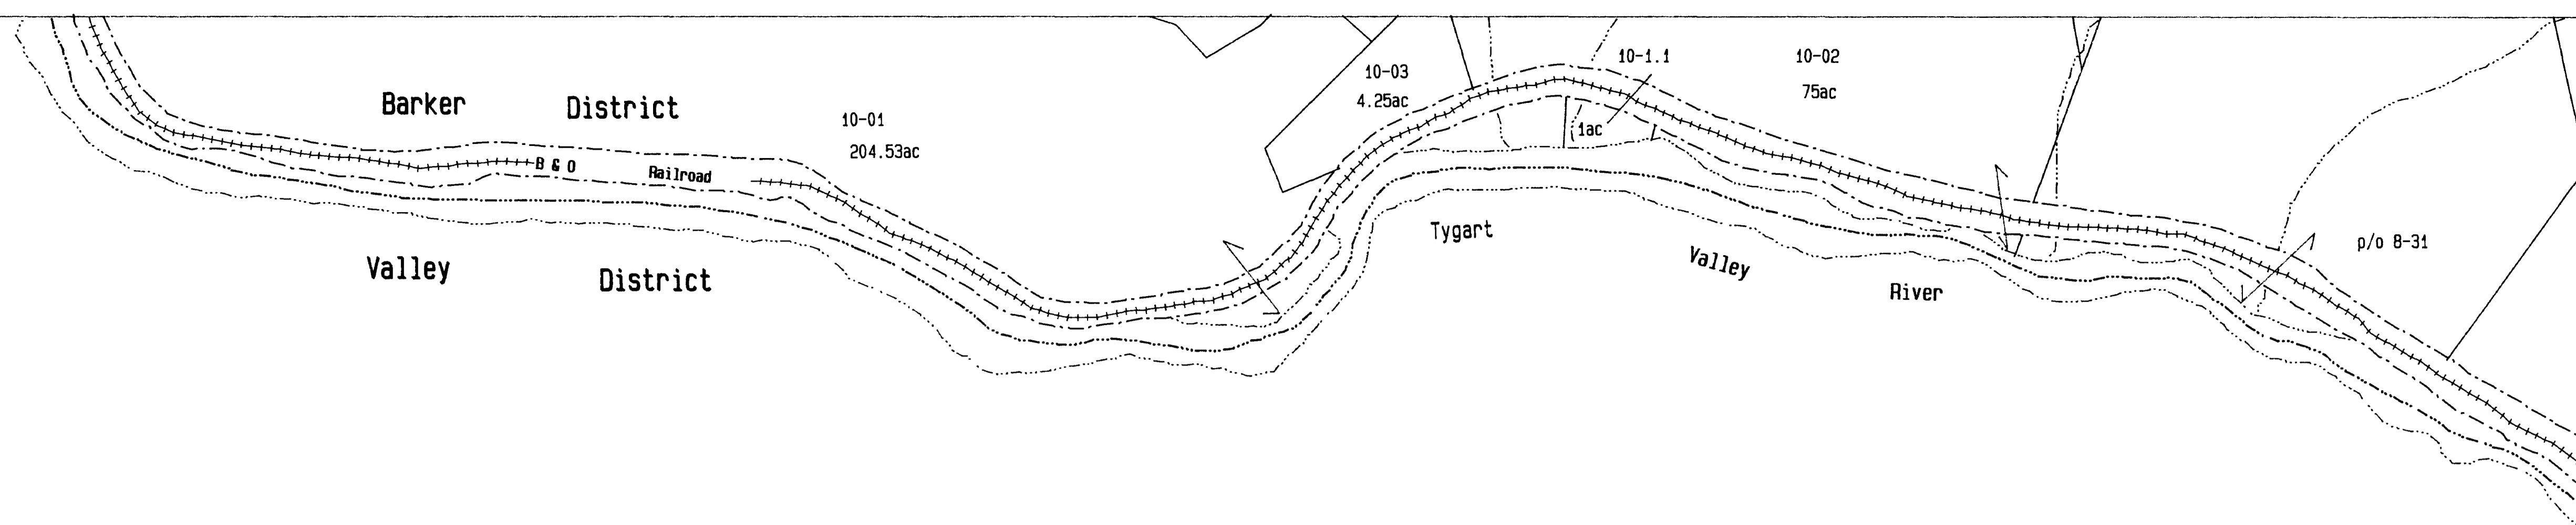 Barker District
10-01
204.53ac
B & O Railroad
Valley District
10-03
4.25ac
10-1.1
1ac
10-02
75ac
Tygart Valley River
p/o 8-31